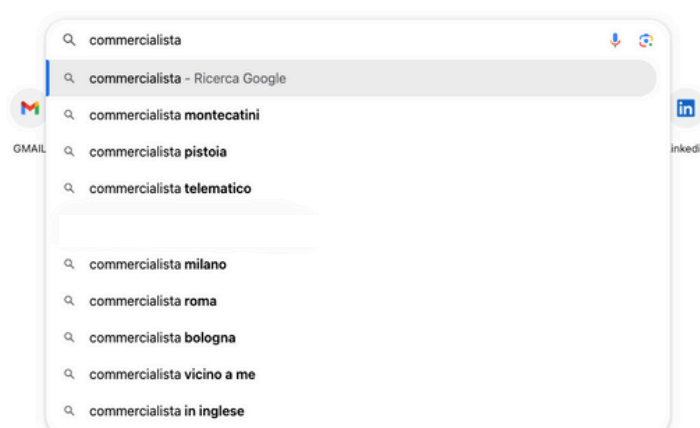 commercialista
commercialista - Ricerca Google
commercialista montecatini
GMAIL
commercialista pistoia
commercialista telematico
commercialista milano
commercialista roma
commercialista bologna
commercialista vicino a me
commercialista in inglese